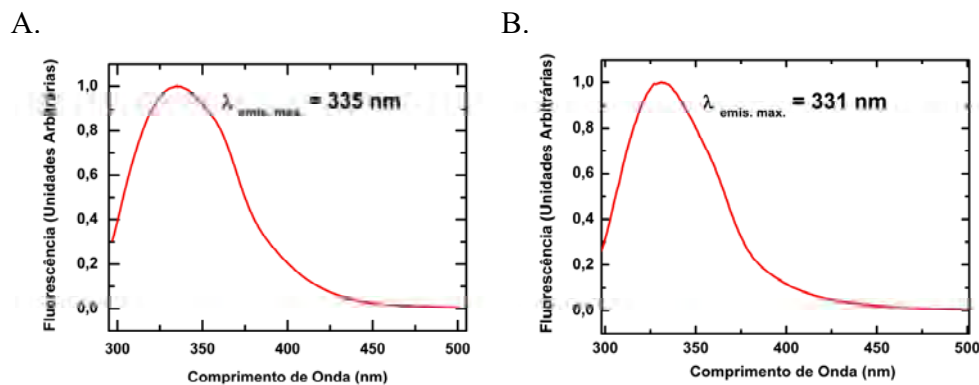 A.
B.
Fluorescência (Unidades Arbitrárias)
1,0
0,8
0,6
0,4
0,2
0,0
λ emis. max. = 335 nm
300 350 400 450 500
Comprimento de Onda (nm)
Fluorescência (Unidades Arbitrárias)
1,0
0,8
0,6
0,4
0,2
0,0
λ emis. max. = 331 nm
300 350 400 450 500
Comprimento de Onda (nm)